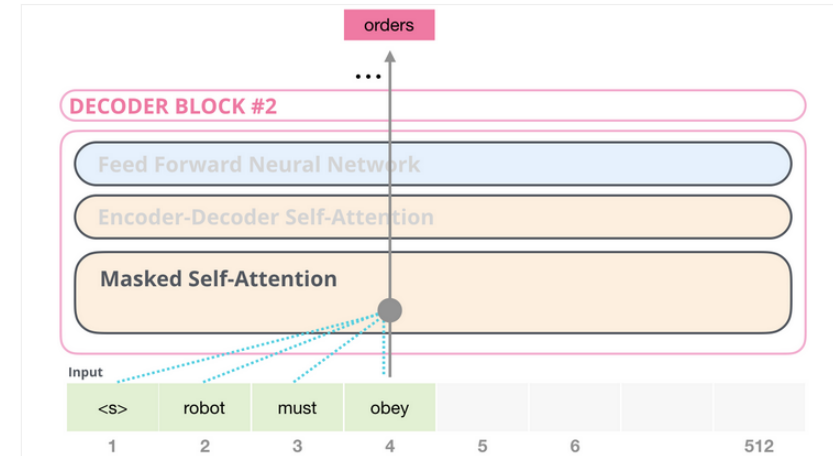 orders
...
DECODER BLOCK #2
Feed Forward Neural Network
Encoder-Decoder Self-Attention
Masked Self-Attention
Input
<s> robot must obey
1 2 3 4 5 6 512